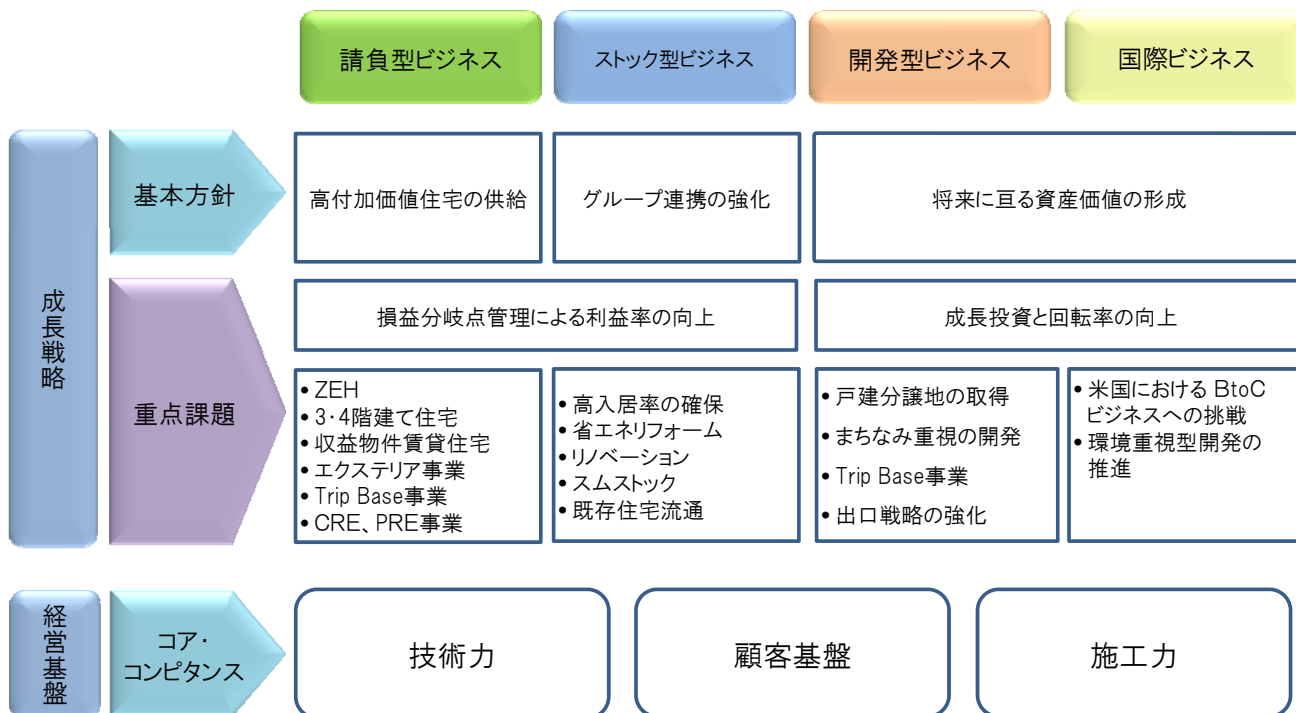 請負型ビジネス
ストック型ビジネス
開発型ビジネス
国際ビジネス
成長戦略
基本方針
高付加価値住宅の供給
グループ連携の強化
将来に亘る資産価値の形成
重点課題
損益分岐点管理による利益率の向上
成長投資と回転率の向上
• ZEH
• 3・4階建て住宅
• 収益物件賃貸住宅
• エクステリア事業
• Trip Base事業
• CRE、PRE事業
• 高入居率の確保
• 省エネリフォーム
• リノベーション
• スムストック
• 既存住宅流通
• 戸建分譲地の取得
• まちなみ重視の開発
• Trip Base事業
• 出口戦略の強化
• 米国における BtoC
ビジネスへの挑戦
• 環境重視型開発の
推進
経営基盤
コア・
コンピタンス
技術力
顧客基盤
施工力